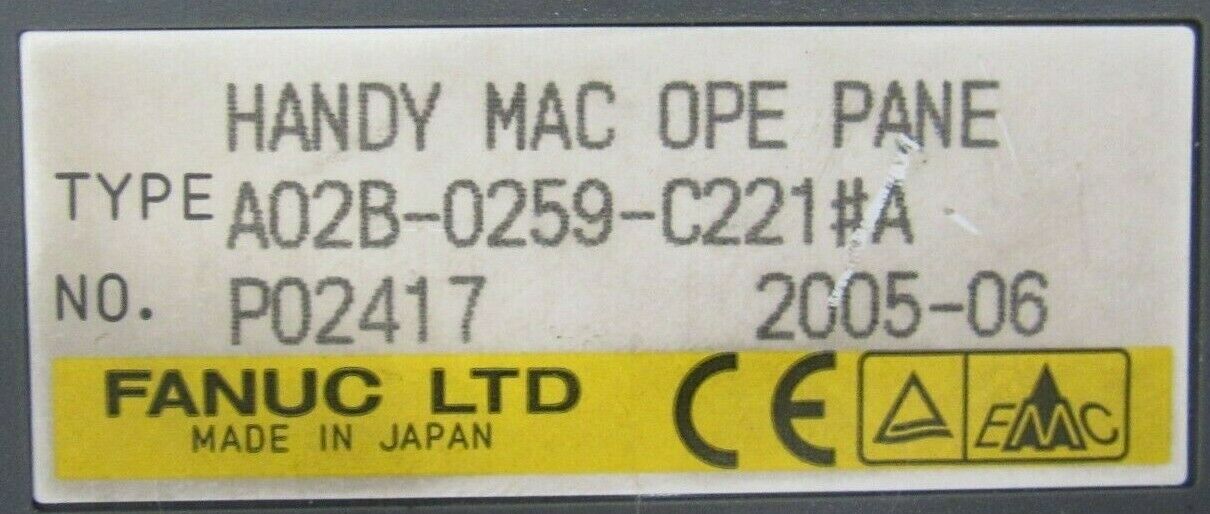 HANDY MAC OPE PANE
TYPE A02B-0259-C221#A
NO. P02417 2005-06
FANUC LTD
MADE IN JAPAN
CE
EMC